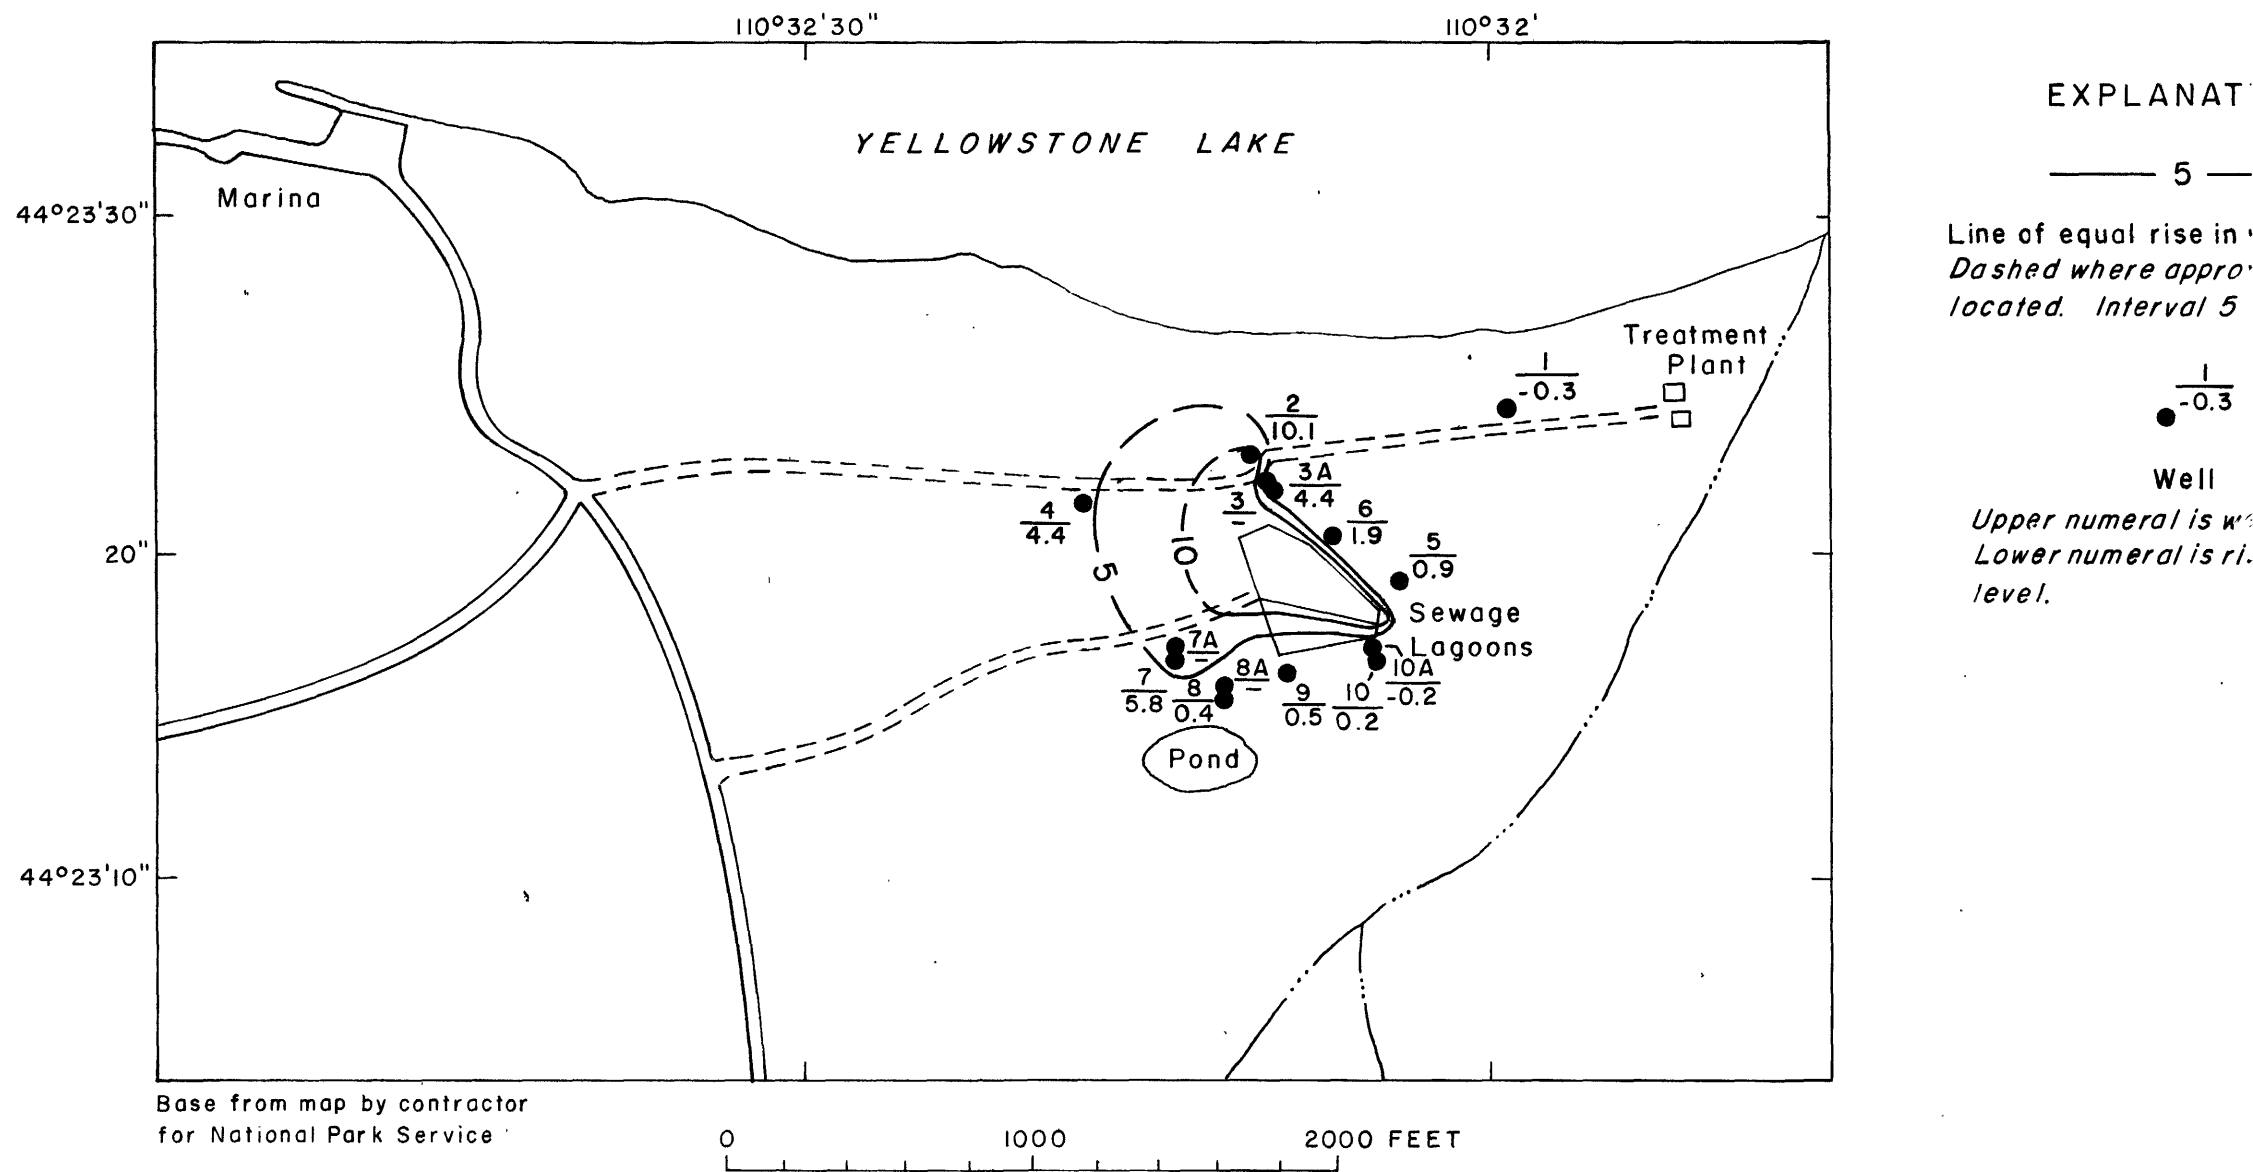 110°32'30"
110°32'
EXPLANAT
YELLOWSTONE LAKE
5
Marina
44°23'30"
Line of equal rise in
Dashed where appro
located. Interval 5
Treatment
Plant
1
-0.3
1
-0.3
2
10.1
3A
4.4
3
–
4
4.4
6
1.9
Well
5
0.9
Upper numeral is
Lower numeral is
level.
20"
10
5
Sewage
Lagoons
7A
–
8A
–
10A
-0.2
7
5.8
8
0.4
9
0.5
10
0.2
Pond
44°23'10"
Base from map by contractor
for National Park Service
0 1000 2000 FEET